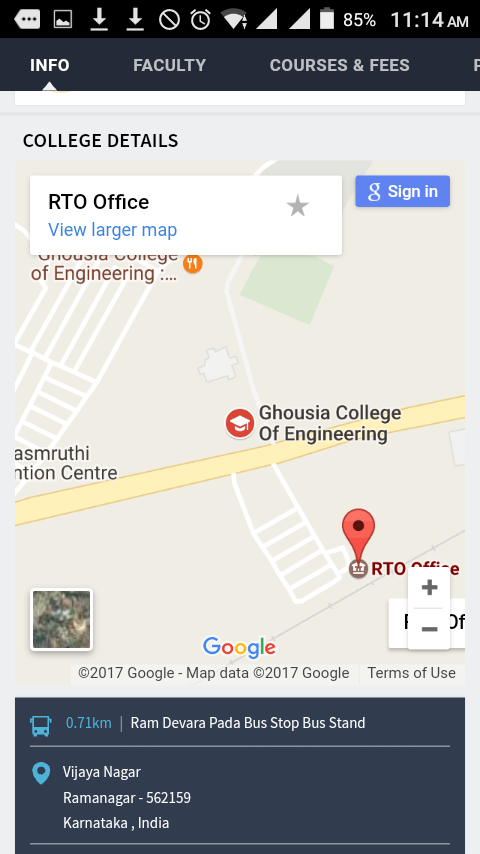 85% 11:14 AM
INFO FACULTY COURSES & FEES
COLLEGE DETAILS
RTO Office
View larger map
Sign in
Ghousia College
of Engineering :...
Ghousia College
Of Engineering
asmruthi
ntion Centre
RTO Office
Google
©2017 Google - Map data ©2017 Google Terms of Use
0.71km | Ram Devara Pada Bus Stop Bus Stand
Vijaya Nagar
Ramanagar - 562159
Karnataka , India